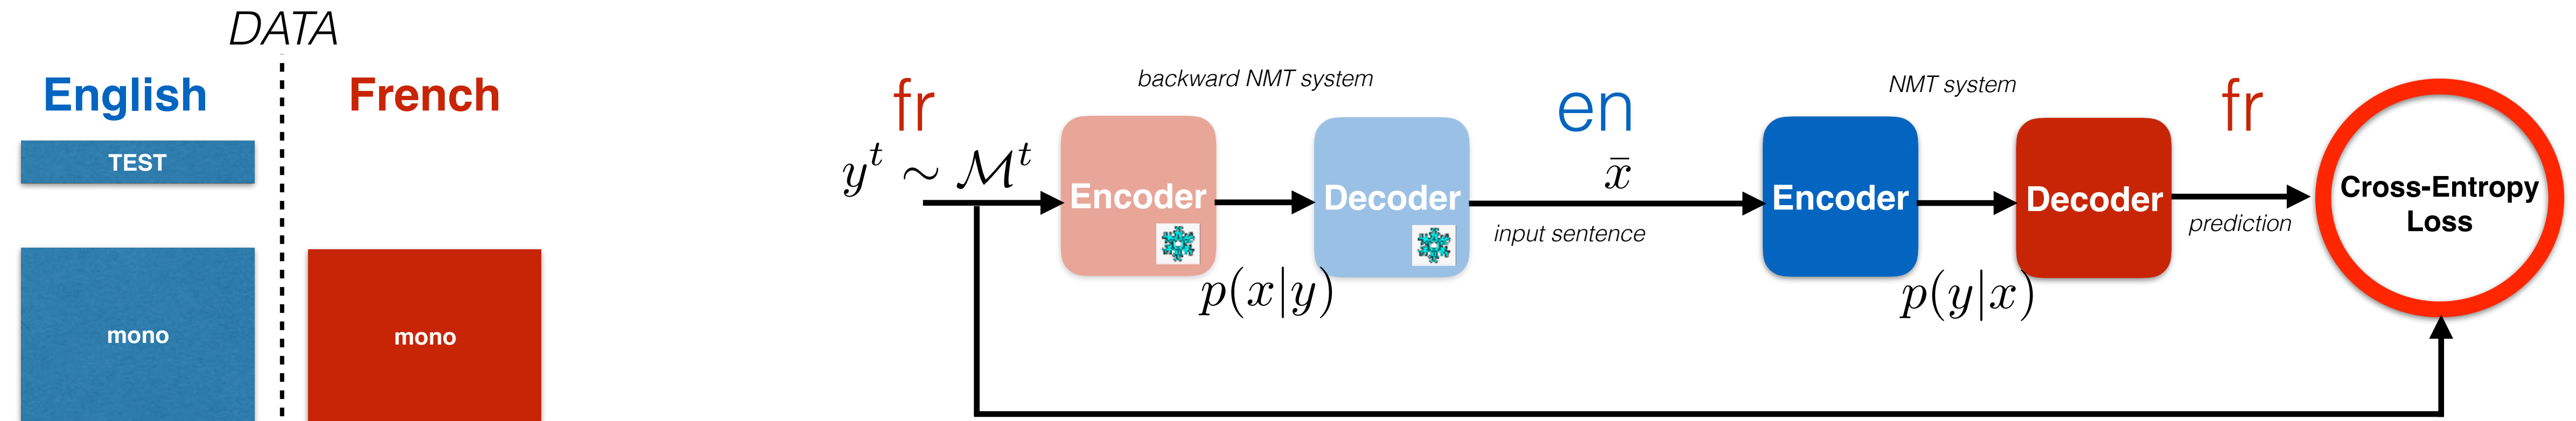 DATA
English
French
TEST
mono
mono
fr
y^t ∼ ℳ^t
backward NMT system
Encoder
Decoder
p(x|y)
en
x̄
input sentence
NMT system
Encoder
Decoder
p(y|x)
fr
prediction
Cross-Entropy
Loss